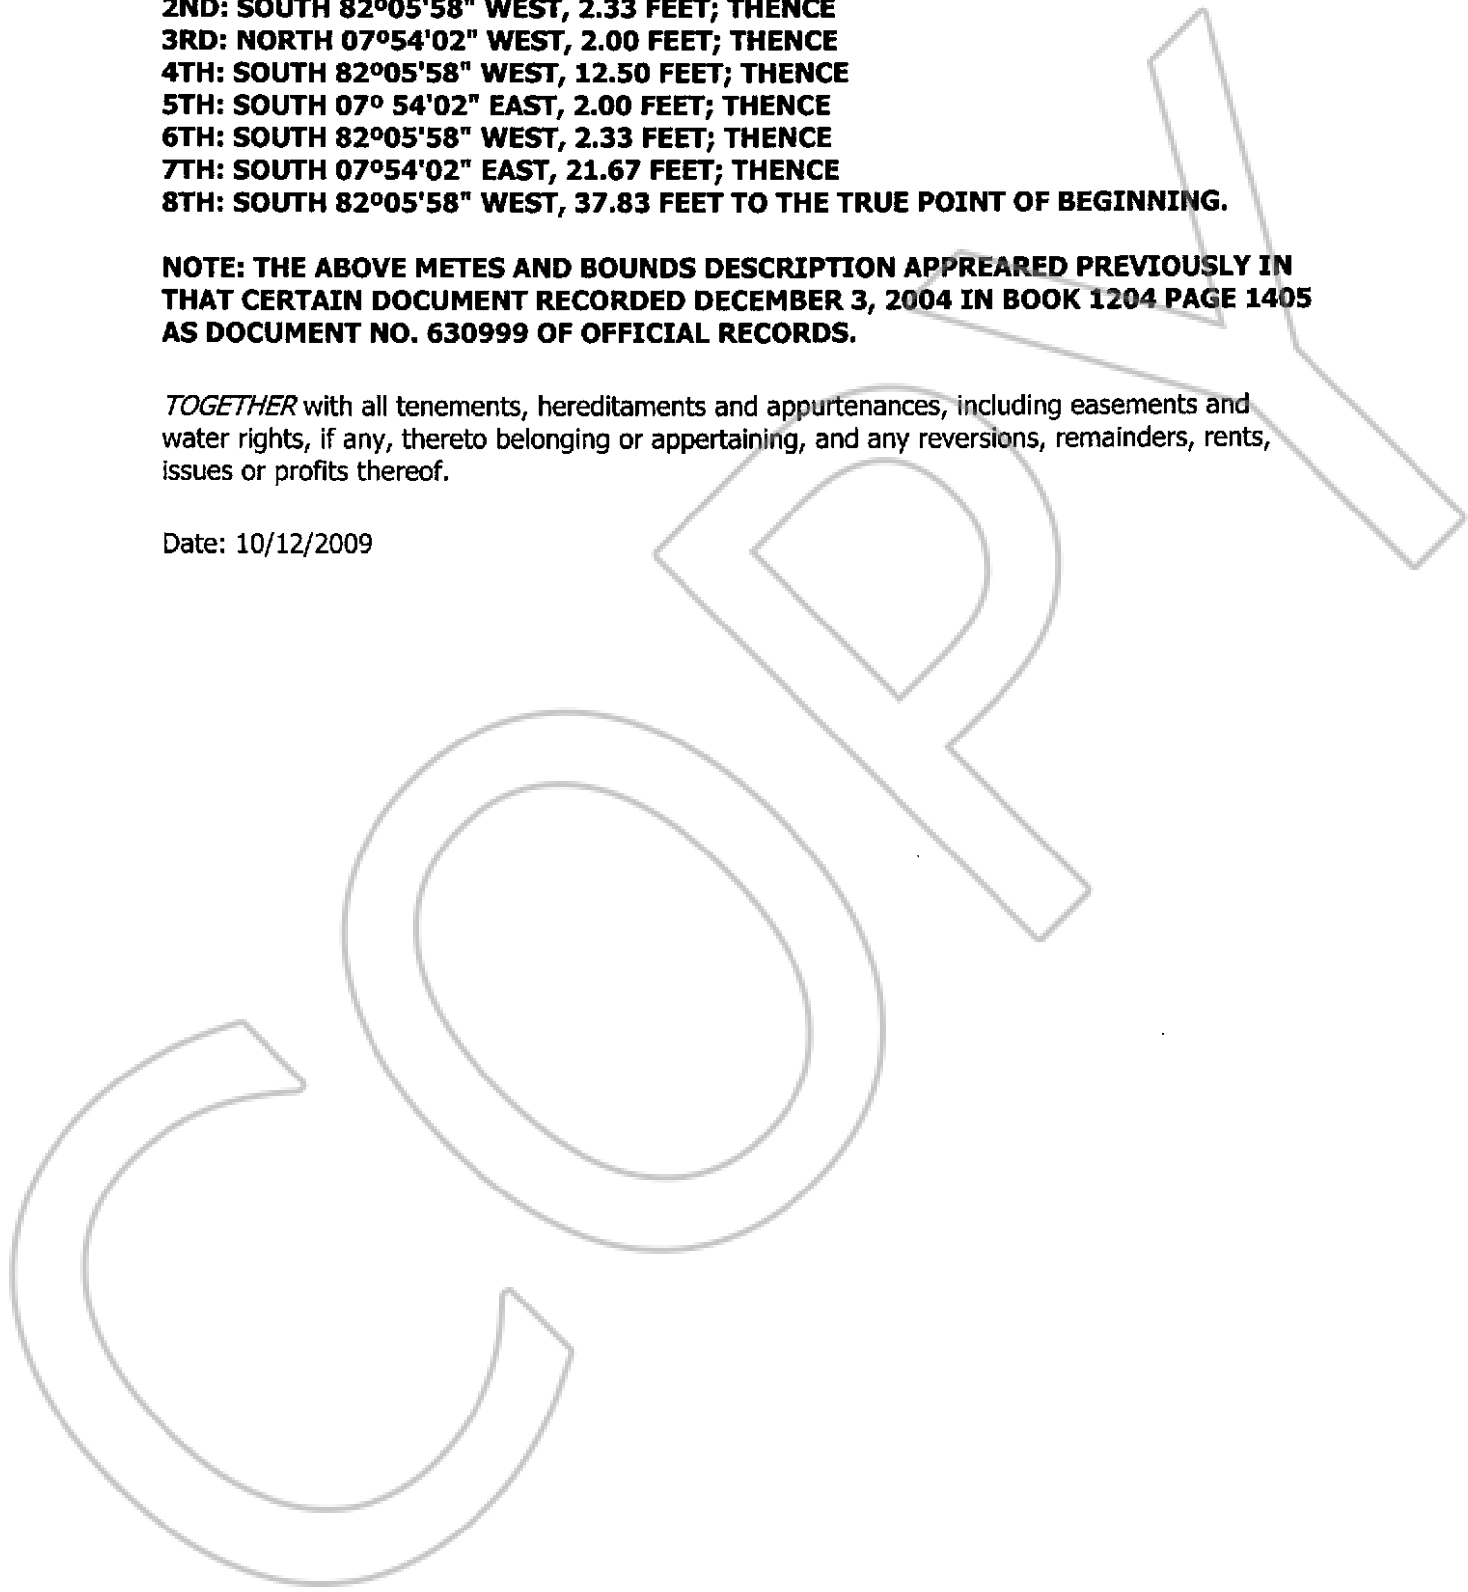 2ND: SOUTH 82º05'58" WEST, 2.33 FEET; THENCE
3RD: NORTH 07º54'02" WEST, 2.00 FEET; THENCE
4TH: SOUTH 82º05'58" WEST, 12.50 FEET; THENCE
5TH: SOUTH 07º 54'02" EAST, 2.00 FEET; THENCE
6TH: SOUTH 82º05'58" WEST, 2.33 FEET; THENCE
7TH: SOUTH 07º54'02" EAST, 21.67 FEET; THENCE
8TH: SOUTH 82º05'58" WEST, 37.83 FEET TO THE TRUE POINT OF BEGINNING.
NOTE: THE ABOVE METES AND BOUNDS DESCRIPTION APPREARED PREVIOUSLY IN
THAT CERTAIN DOCUMENT RECORDED DECEMBER 3, 2004 IN BOOK 1204 PAGE 1405
AS DOCUMENT NO. 630999 OF OFFICIAL RECORDS.
TOGETHER with all tenements, hereditaments and appurtenances, including easements and
water rights, if any, thereto belonging or appertaining, and any reversions, remainders, rents,
issues or profits thereof.
Date: 10/12/2009
COPY